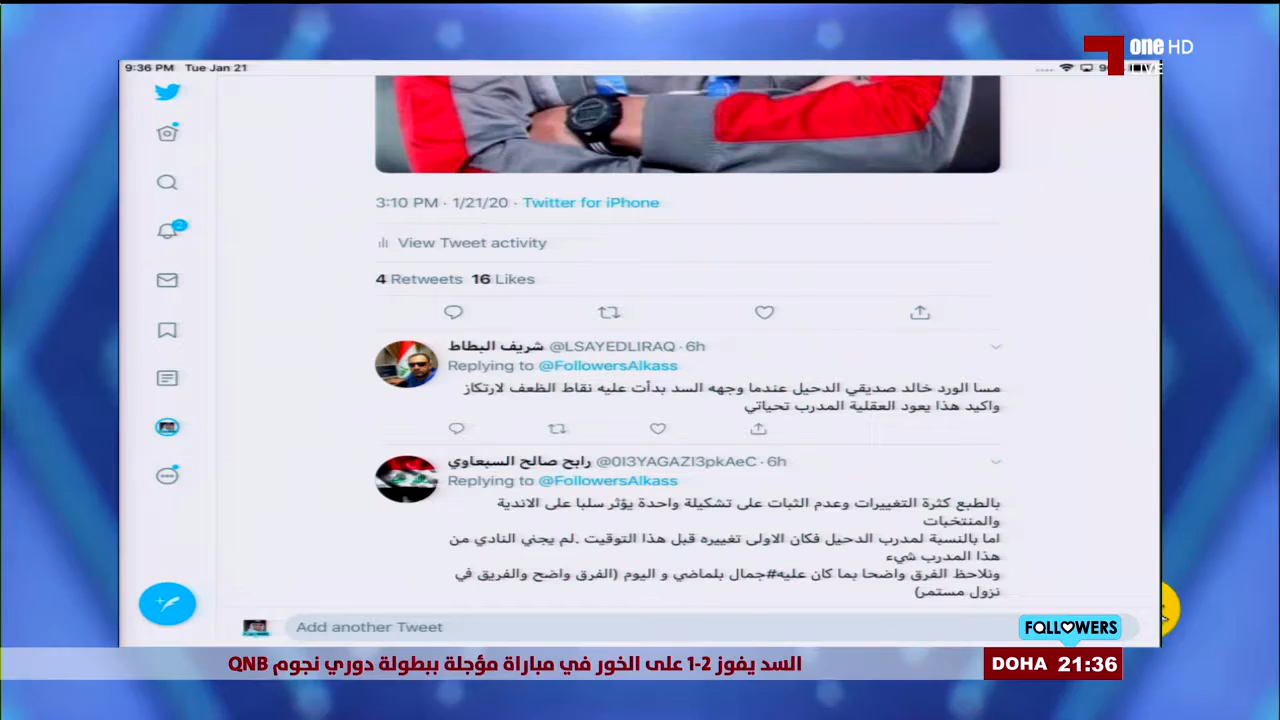 one HD
LIVE
9:36 PM Tue Jan 21
3:10 PM · 1/21/20 · Twitter for iPhone
View Tweet activity
4 Retweets 16 Likes
شريف البطاط @LSAYEDLIRAQ · 6h
Replying to @FollowersAlkass
مسا الورد خالد صديقي الدحيل عندما وجهه السد بدأت عليه نقاط الظعف لارتكاز
واكيد هذا يعود العقلية المدرب تحياتي
2
رابح صالح السبعاوي @0I3YAGAZI3pkAeC · 6h
Replying to @FollowersAlkass
بالطبع كثرة التغييرات وعدم الثبات على تشكيلة واحدة يؤثر سلبا على الاندية
والمنتخبات
اما بالنسبة لمدرب الدحيل فكان الاولى تغييره قبل هذا التوقيت .لم يجني النادي من
هذا المدرب شيء
ونلاحظ الفرق واضحا بما كان عليه#جمال بلماضي و اليوم (الفرق واضح والفريق في
نزول مستمر)
Add another Tweet
FOLLOWERS
السد يفوز 2-1 على الخور في مباراة مؤجلة ببطولة دوري نجوم QNB
DOHA 21:36